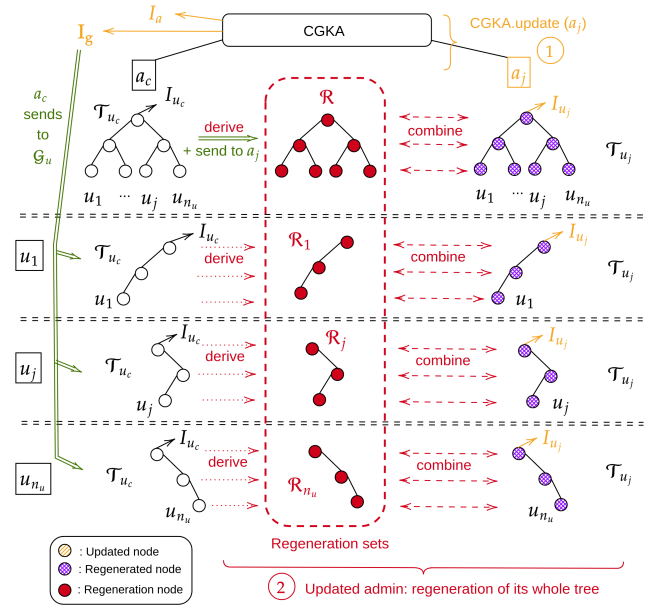 I_a
I_g
CGKA
CGKA.update (a_j)
1
a_c
a_j
a_c
sends
to
𝒢_u
𝒯_{u_c}
I_{u_c}
derive
+ send to a_j
ℛ
combine
I_{u_j}
𝒯_{u_j}
u_1 ... u_j u_{n_u}
u_1 ... u_j u_{n_u}
u_1
𝒯_{u_c}
I_{u_c}
derive
u_1
ℛ_1
combine
I_{u_j}
u_1
𝒯_{u_j}
u_j
𝒯_{u_c}
I_{u_c}
derive
u_j
ℛ_j
combine
I_{u_j}
u_j
𝒯_{u_j}
u_{n_u}
𝒯_{u_c}
I_{u_c}
derive
u_{n_u}
ℛ_{n_u}
combine
I_{u_j}
u_{n_u}
𝒯_{u_j}
Regeneration sets
: Updated node
: Regenerated node
: Regeneration node
2 Updated admin: regeneration of its whole tree